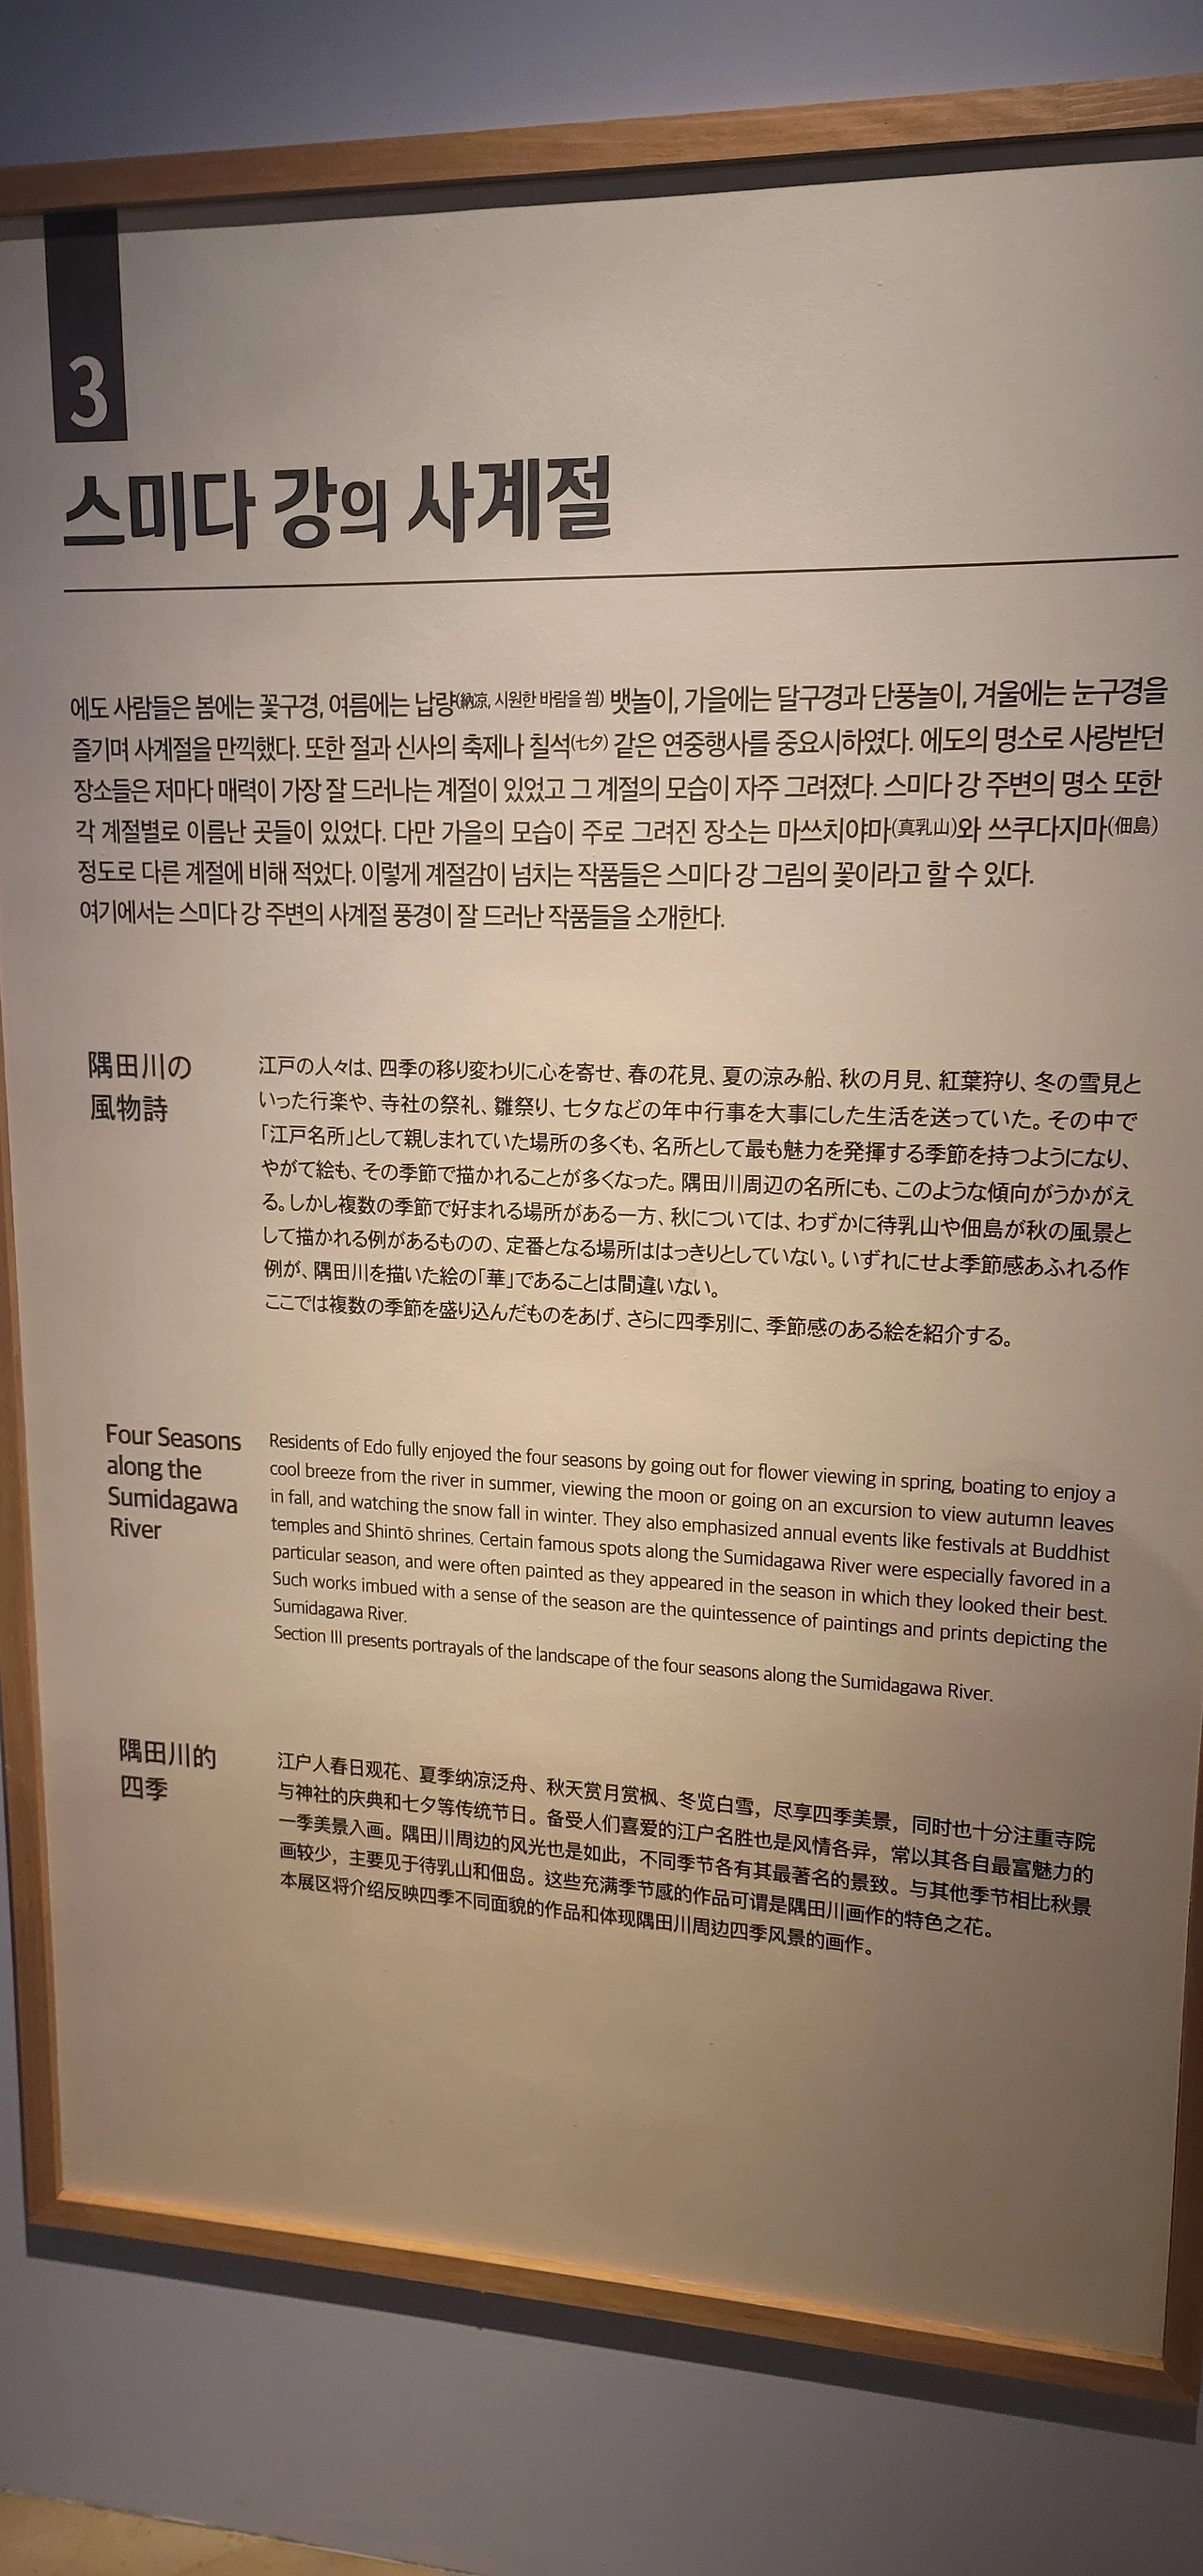 3
스미다 강의 사계절
에도 사람들은 봄에는 꽃구경, 여름에는 납량(納凉, 시원한 바람을 쐼) 뱃놀이, 가을에는 달구경과 단풍놀이, 겨울에는 눈구경을
즐기며 사계절을 만끽했다. 또한 절과 신사의 축제나 칠석(七夕) 같은 연중행사를 중요시하였다. 에도의 명소로 사랑받던
장소들은 저마다 매력이 가장 잘 드러나는 계절이 있었고 그 계절의 모습이 자주 그려졌다. 스미다 강 주변의 명소 또한
각 계절별로 이름난 곳들이 있었다. 다만 가을의 모습이 주로 그려진 장소는 마쓰치야마(真乳山)와 쓰쿠다지마(佃島)
정도로 다른 계절에 비해 적었다. 이렇게 계절감이 넘치는 작품들은 스미다 강 그림의 꽃이라고 할 수 있다.
여기에서는 스미다 강 주변의 사계절 풍경이 잘 드러난 작품들을 소개한다.
隅田川の
風物詩
江戸の人々は、四季の移り変わりに心を寄せ、春の花見、夏の涼み船、秋の月見、紅葉狩り、冬の雪見と
いった行楽や、寺社の祭礼、雛祭り、七夕などの年中行事を大事にした生活を送っていた。その中で
「江戸名所」として親しまれていた場所の多くも、名所として最も魅力を発揮する季節を持つようになり、
やがて絵も、その季節で描かれることが多くなった。隅田川周辺の名所にも、このような傾向がうかがえ
る。しかし複数の季節で好まれる場所がある一方、秋については、わずかに待乳山や佃島が秋の風景と
して描かれる例があるものの、定番となる場所ははっきりとしていない。いずれにせよ季節感あふれる作
例が、隅田川を描いた絵の「華」であることは間違いない。
ここでは複数の季節を盛り込んだものをあげ、さらに四季別に、季節感のある絵を紹介する。
Four Seasons
along the
Sumidagawa
River
Residents of Edo fully enjoyed the four seasons by going out for flower viewing in spring, boating to enjoy a
cool breeze from the river in summer, viewing the moon or going on an excursion to view autumn leaves
in fall, and watching the snow fall in winter. They also emphasized annual events like festivals at Buddhist
temples and Shintō shrines. Certain famous spots along the Sumidagawa River were especially favored in a
particular season, and were often painted as they appeared in the season in which they looked their best.
Such works imbued with a sense of the season are the quintessence of paintings and prints depicting the
Sumidagawa River.
Section III presents portrayals of the landscape of the four seasons along the Sumidagawa River.
隅田川的
四季
江户人春日观花、夏季纳凉泛舟、秋天赏月赏枫、冬览白雪，尽享四季美景，同时也十分注重寺院
与神社的庆典和七夕等传统节日。备受人们喜爱的江户名胜也是风情各异，常以其各自最富魅力的
一季美景入画。隅田川周边的风光也是如此，不同季节各有其最著名的景致。与其他季节相比秋景
画较少，主要见于待乳山和佃岛。这些充满季节感的作品可谓是隅田川画作的特色之花。
本展区将介绍反映四季不同面貌的作品和体现隅田川周边四季风景的画作。